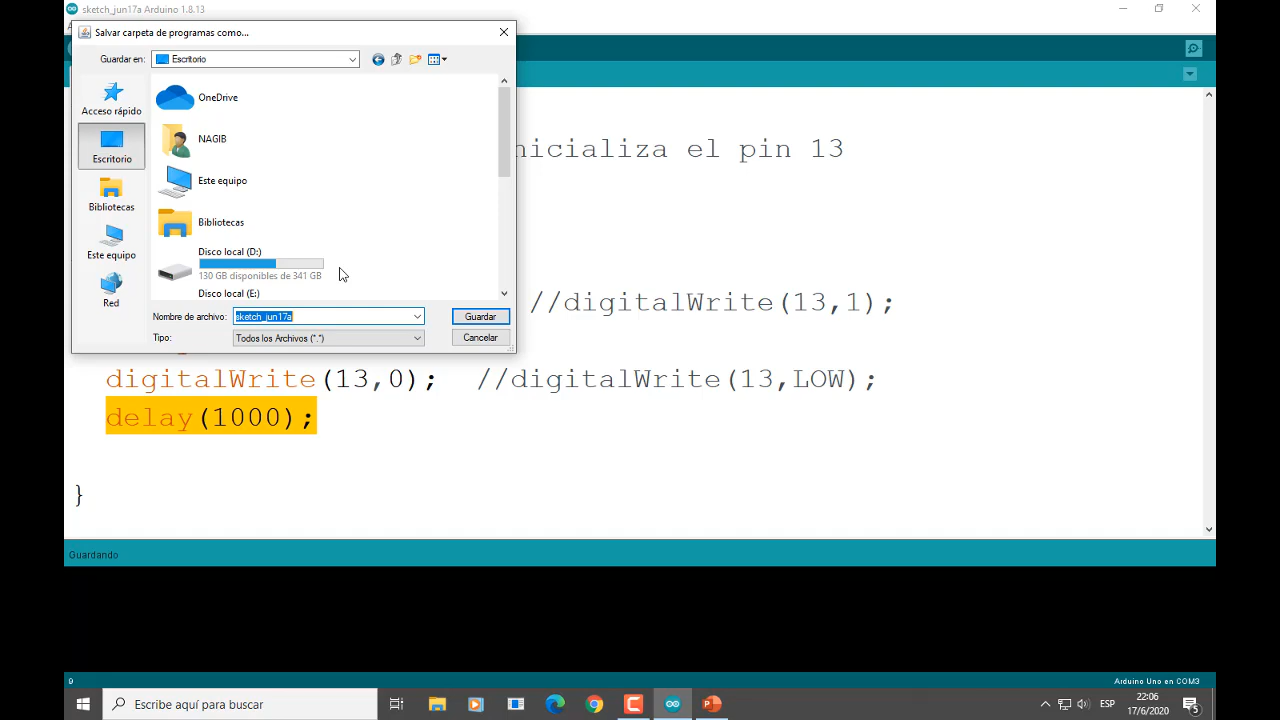 sketch_jun17a Arduino 1.8.13
Salvar carpeta de programas como...
Guardar en:
Escritorio
Acceso rápido
Escritorio
Bibliotecas
Este equipo
Red
OneDrive
NAGIB
Este equipo
Bibliotecas
Disco local (D:)
130 GB disponibles de 341 GB
Disco local (E:)
Nombre de archivo:
sketch_jun17a
Guardar
Tipo:
Todos los Archivos (*.*)
Cancelar
nicializa el pin 13
//digitalWrite(13,1);
digitalWrite(13,0); //digitalWrite(13,LOW);
delay(1000);
}
Guardando
9
Arduino Uno en COM3
Escribe aquí para buscar
ESP
22:06
17/6/2020
5